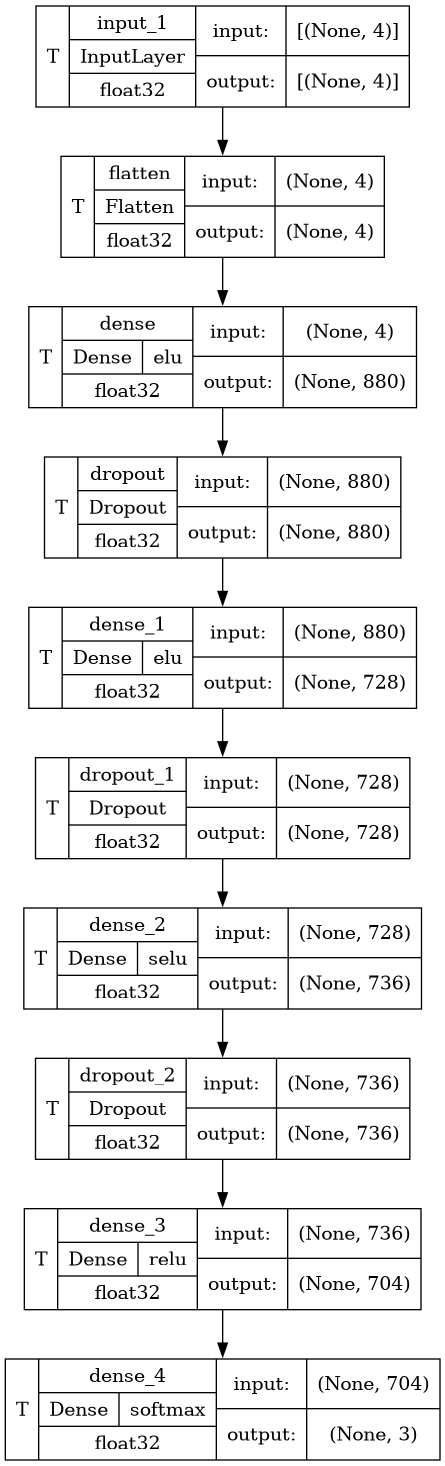 T input_1 InputLayer float32 input: [(None, 4)] output: [(None, 4)]
T flatten Flatten float32 input: (None, 4) output: (None, 4)
T dense Dense elu float32 input: (None, 4) output: (None, 880)
T dropout Dropout float32 input: (None, 880) output: (None, 880)
T dense_1 Dense elu float32 input: (None, 880) output: (None, 728)
T dropout_1 Dropout float32 input: (None, 728) output: (None, 728)
T dense_2 Dense selu float32 input: (None, 728) output: (None, 736)
T dropout_2 Dropout float32 input: (None, 736) output: (None, 736)
T dense_3 Dense relu float32 input: (None, 736) output: (None, 704)
T dense_4 Dense softmax float32 input: (None, 704) output: (None, 3)